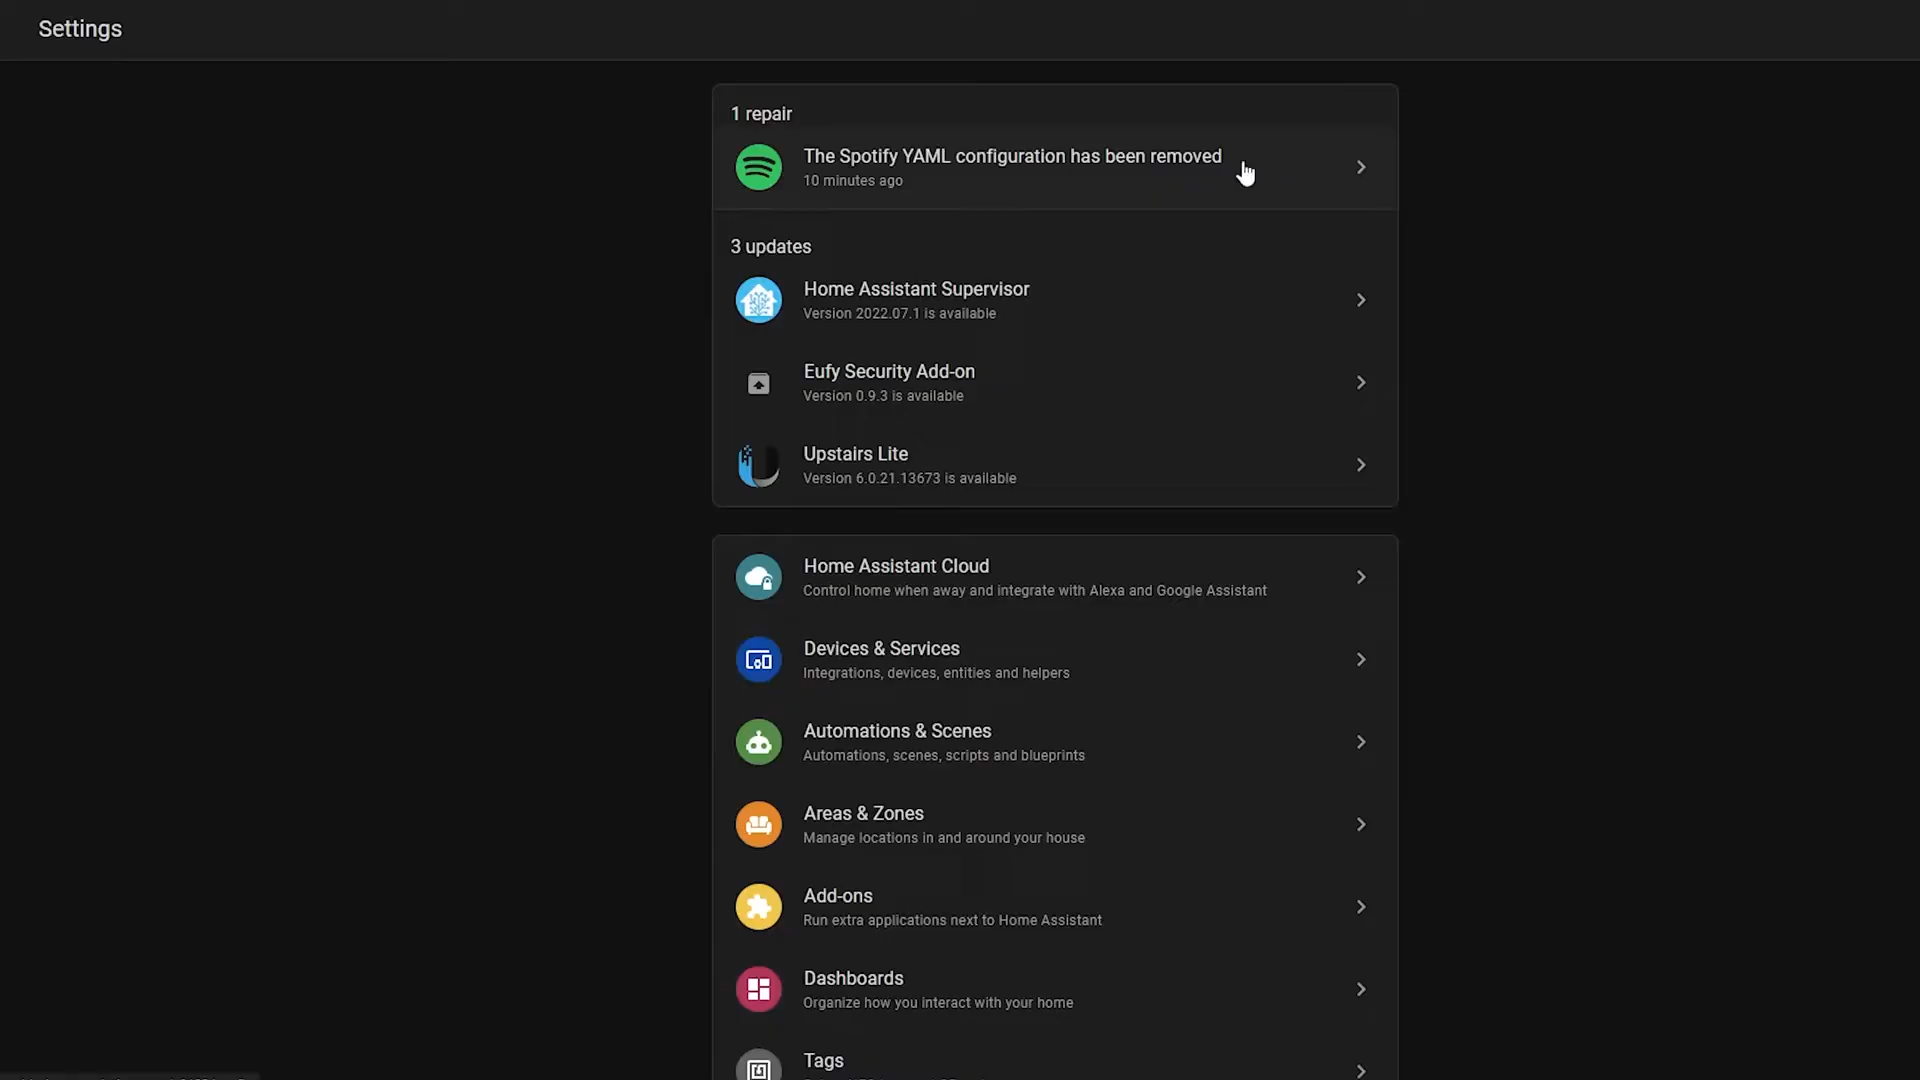 Settings
1 repair
The Spotify YAML configuration has been removed
10 minutes ago
3 updates
Home Assistant Supervisor
Version 2022.07.1 is available
Eufy Security Add-on
Version 0.9.3 is available
Upstairs Lite
Version 6.0.21.13673 is available
Home Assistant Cloud
Control home when away and integrate with Alexa and Google Assistant
Devices & Services
Integrations, devices, entities and helpers
Automations & Scenes
Automations, scenes, scripts and blueprints
Areas & Zones
Manage locations in and around your house
Add-ons
Run extra applications next to Home Assistant
Dashboards
Organize how you interact with your home
Tags